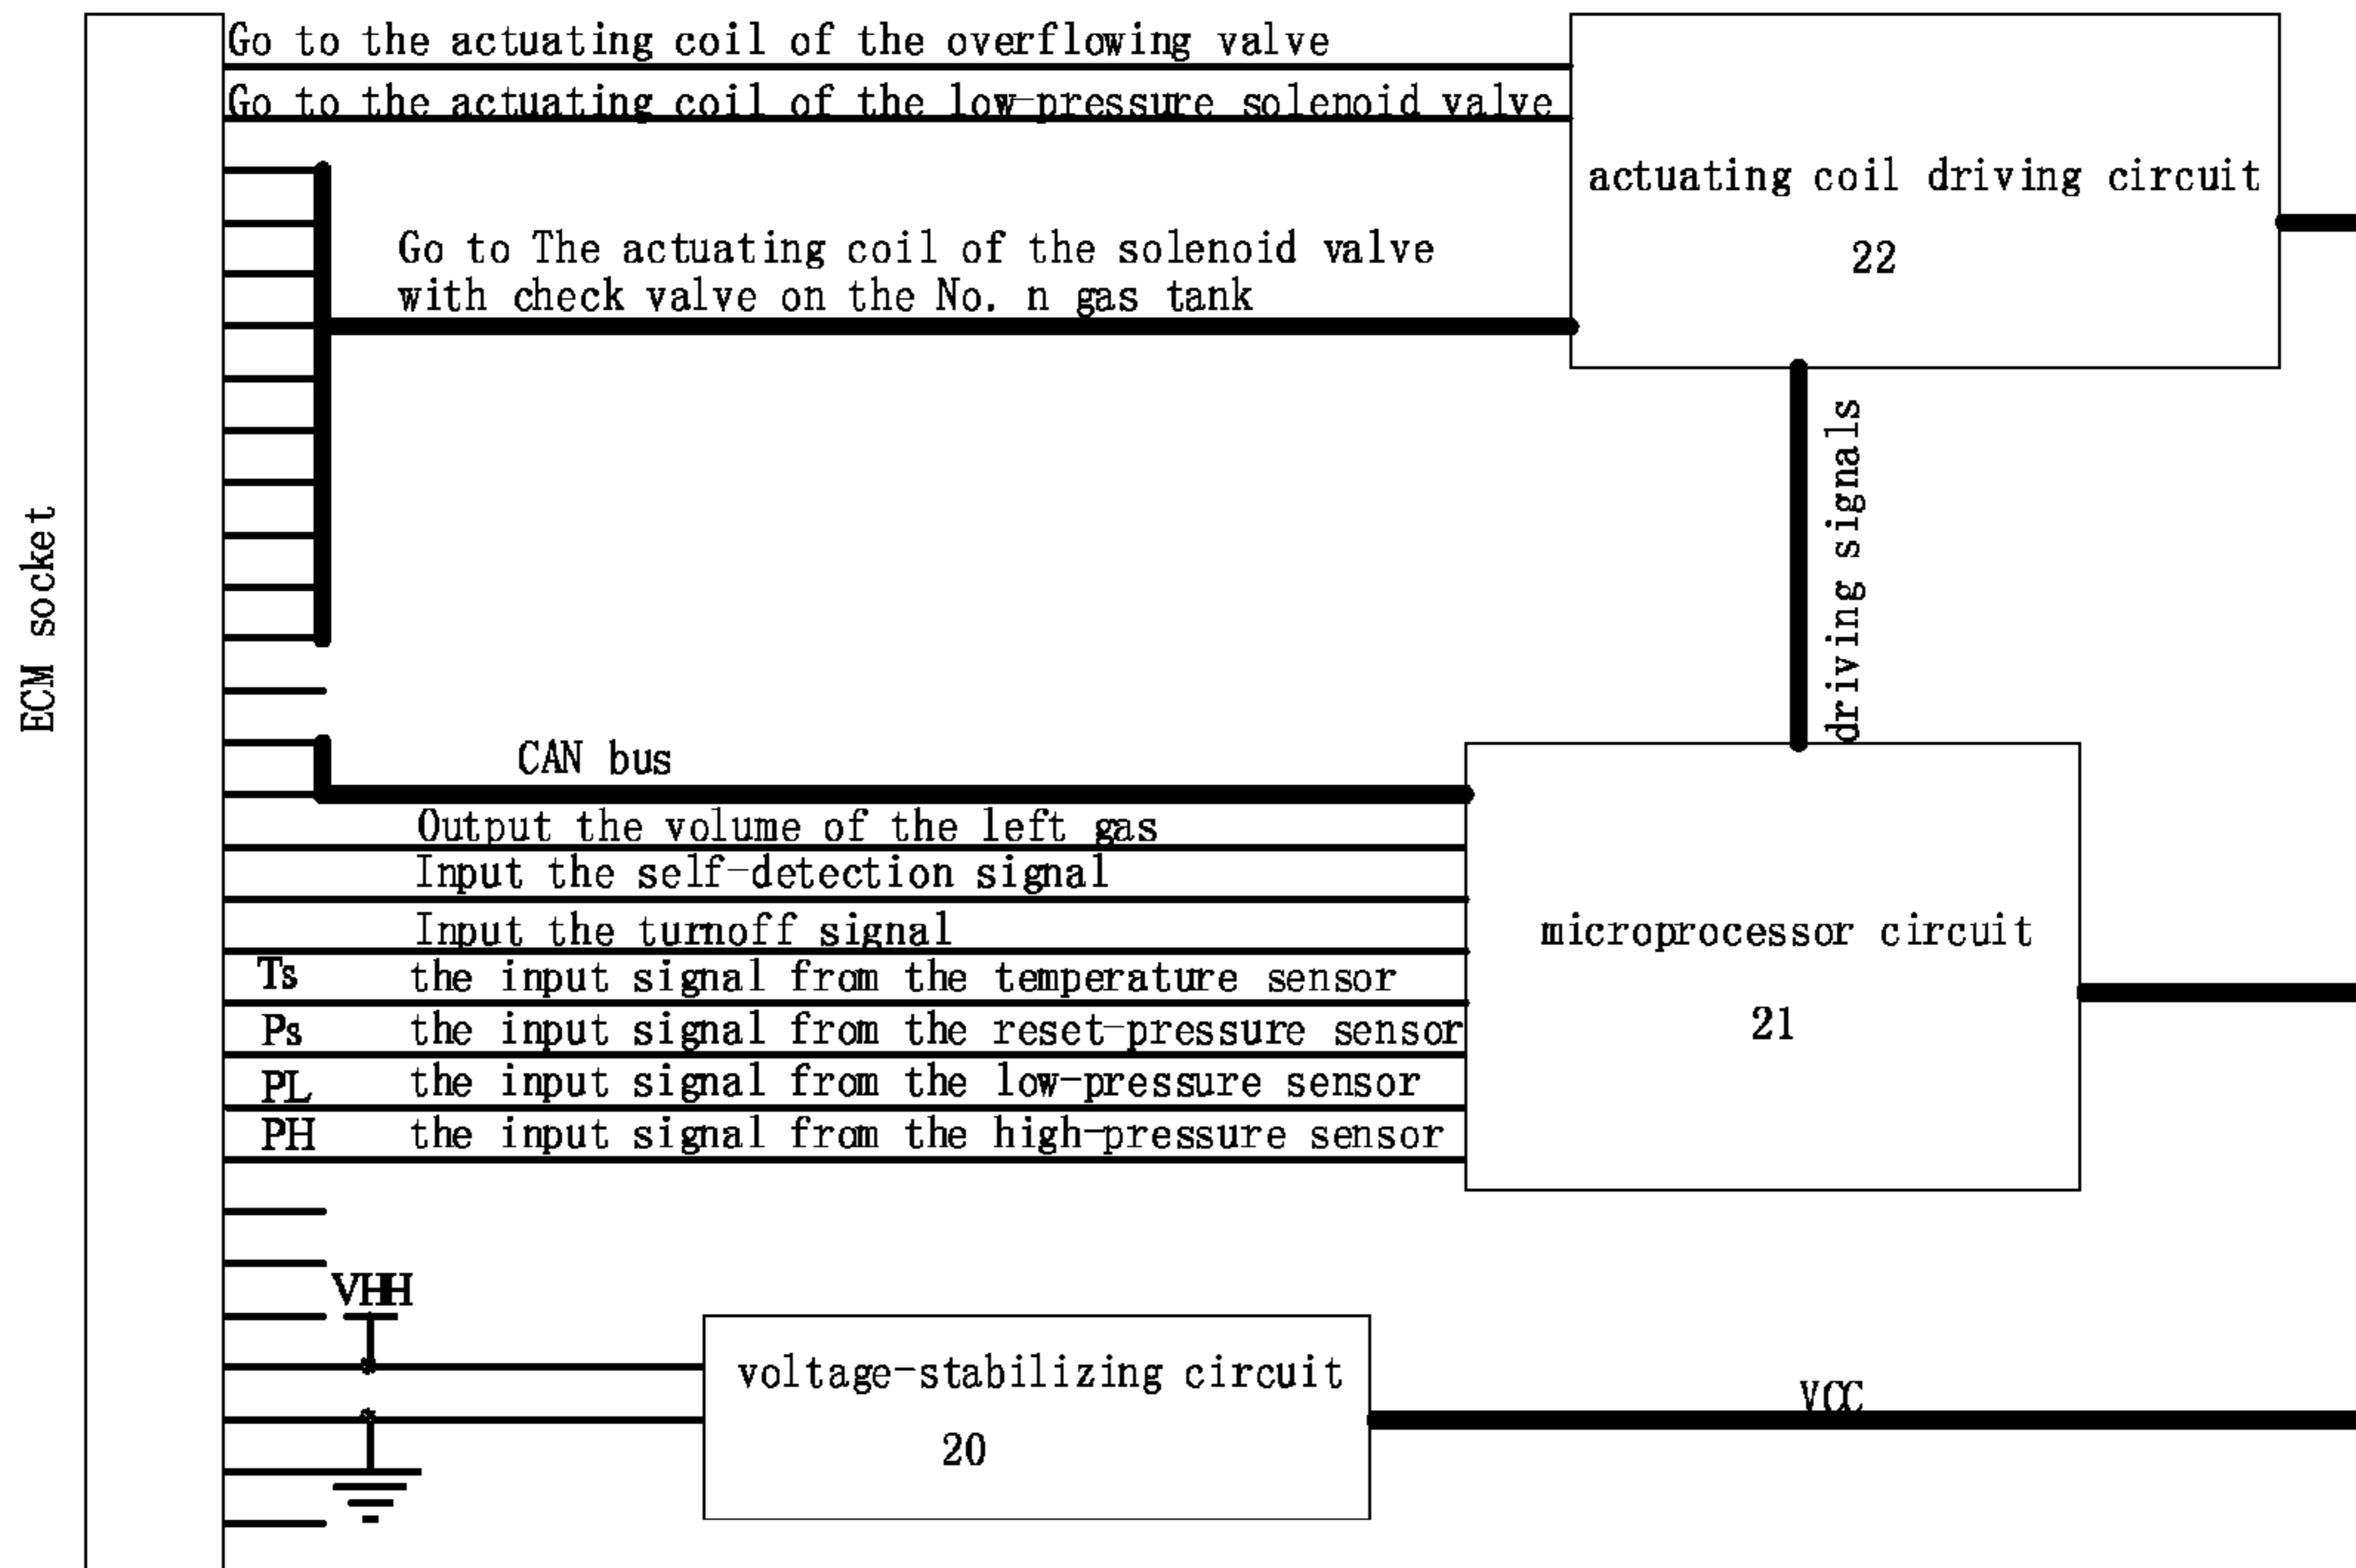 Go to the actuating coil of the overflowing valve
Go to the actuating coil of the low-pressure solenoid valve
actuating coil driving circuit
22
Go to The actuating coil of the solenoid valve
with check valve on the No. n gas tank
driving signals
ECM socket
CAN bus
Output the volume of the left gas
Input the self-detection signal
Input the turnoff signal
Ts the input signal from the temperature sensor
Ps the input signal from the reset-pressure sensor
PL the input signal from the low-pressure sensor
PH the input signal from the high-pressure sensor
microprocessor circuit
21
VHH
voltage-stabilizing circuit
20
VCC